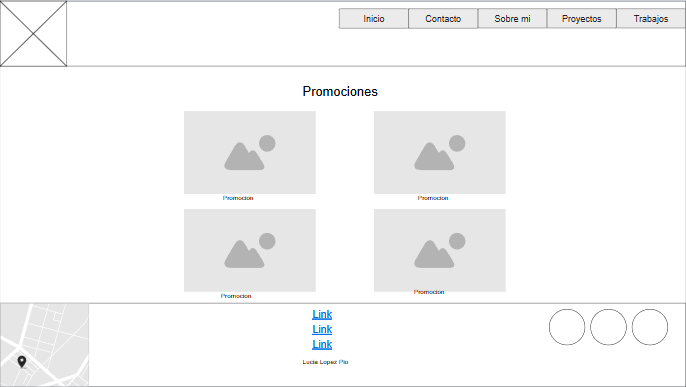 Inicio
Contacto
Sobre mi
Proyectos
Trabajos
Promociones
Promocion
Promocion
Promocion
Promocion
Link
Link
Link
Lucia Lopez Pio